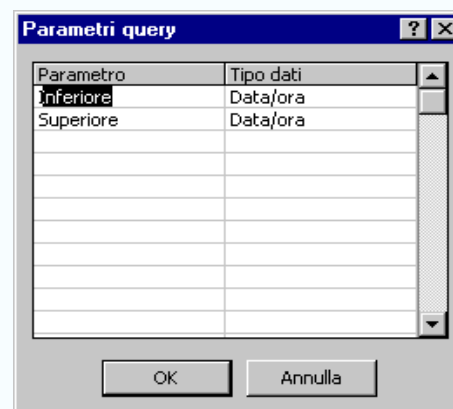 Parametri query
Parametro Tipo dati
Inferiore Data/ora
Superiore Data/ora
OK Annulla